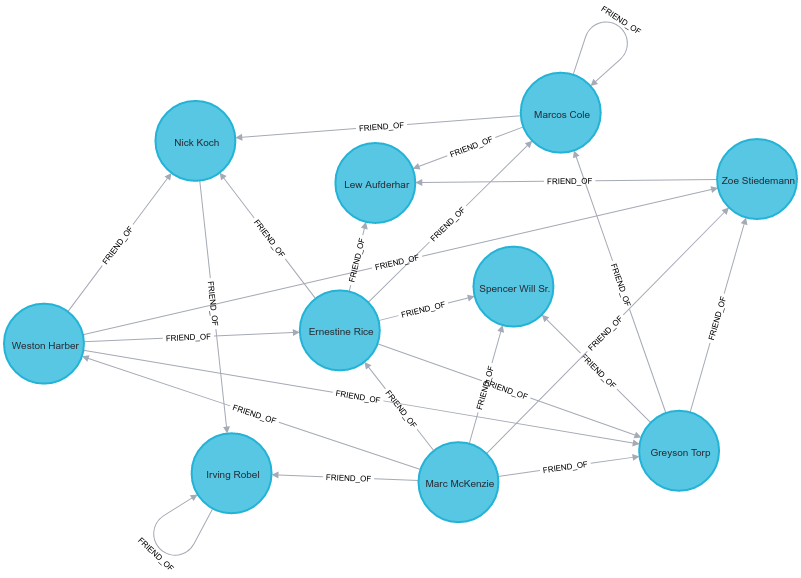 FRIEND_OF
Marcos Cole
FRIEND_OF
Nick Koch
FRIEND_OF
Lew Aufderhar
FRIEND_OF
Zoe Stiedemann
FRIEND_OF
FRIEND_OF
FRIEND_OF
FRIEND_OF
FRIEND_OF
FRIEND_OF
Spencer Will Sr.
FRIEND_OF
FRIEND_OF
FRIEND_OF
FRIEND_OF
Ernestine Rice
FRIEND_OF
FRIEND_OF
Weston Harber
FRIEND_OF
FRIEND_OF
FRIEND_OF
FRIEND_OF
FRIEND_OF
FRIEND_OF
Greyson Torp
FRIEND_OF
FRIEND_OF
Irving Robel
FRIEND_OF
Marc McKenzie
FRIEND_OF